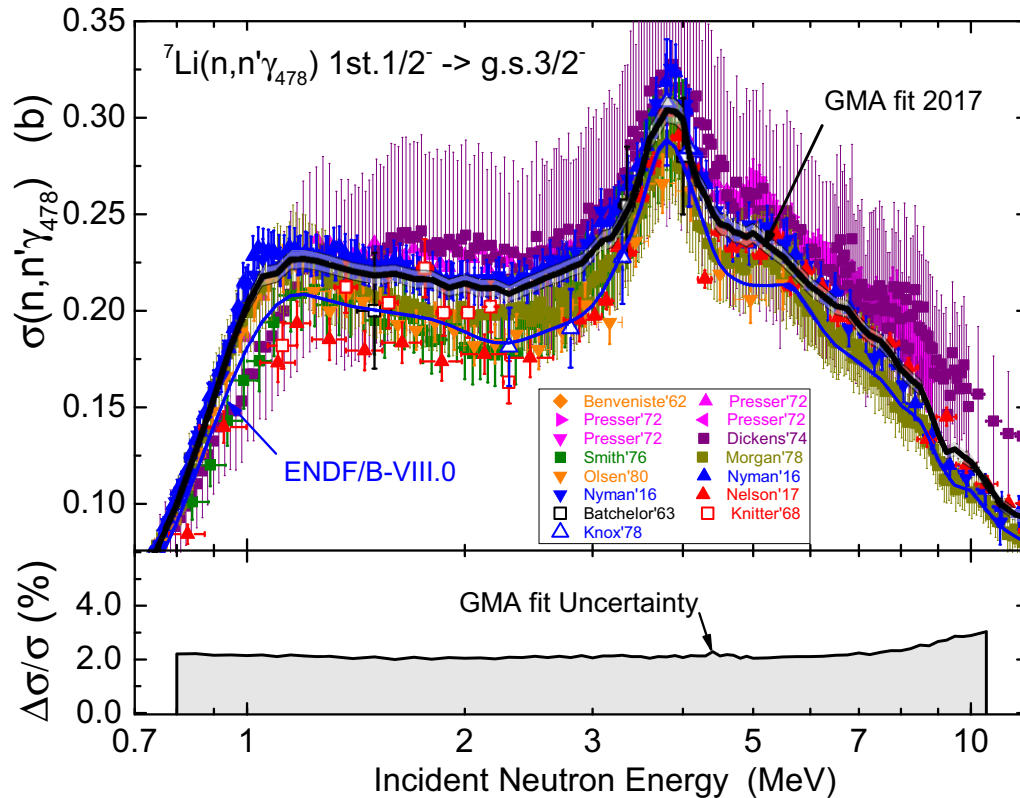 0.35
⁷Li(n,n'γ₄₇₈) 1st.1/2⁻ -> g.s.3/2⁻
GMA fit 2017
0.30
σ(n,n'γ₄₇₈) (b)
0.25
0.20
0.15
0.10
ENDF/B-VIII.0
Benveniste'62 Presser'72
Presser'72 Presser'72
Presser'72 Dickens'74
Smith'76 Morgan'78
Olsen'80 Nyman'16
Nyman'16 Nelson'17
Batchelor'63 Knitter'68
Knox'78
GMA fit Uncertainty
Δσ/σ (%)
4.0
2.0
0.0
0.7 1 2 3 4 5 7 10
Incident Neutron Energy (MeV)